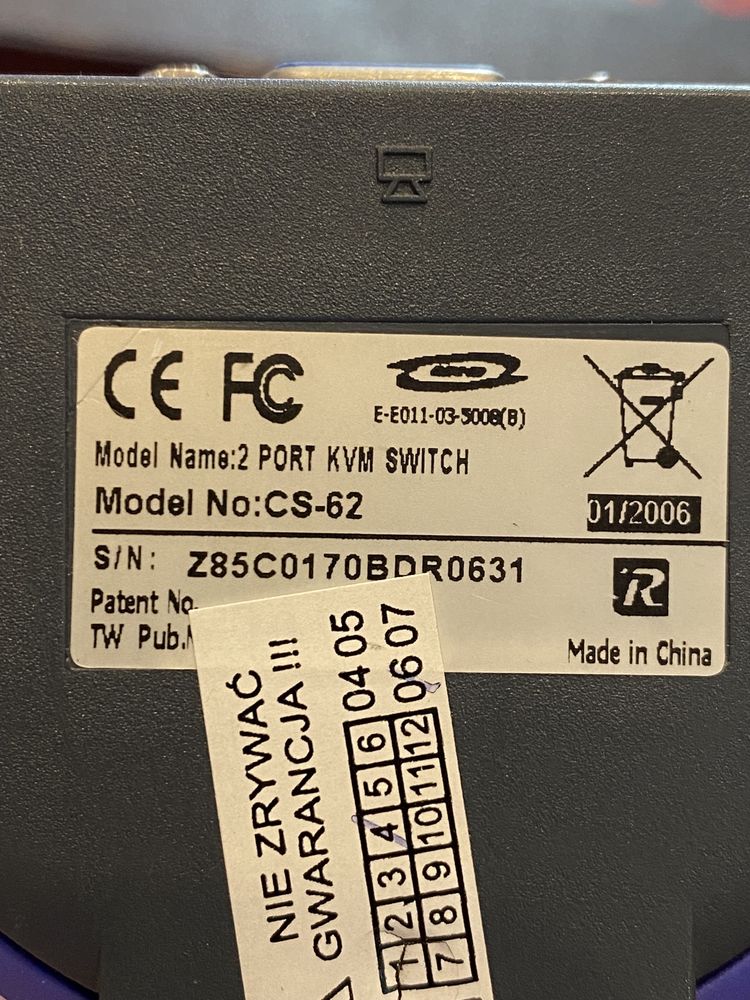 CE FC
E-E011-03-5008(B)
Model Name:2 PORT KVM SWITCH
Model No:CS-62
01/2006
S/N: Z85C0170BDR0631
Patent No.
TW Pub.
Made in China
NIE ZRYWAĆ
GWARANCJA !!!
04 05
06 07
1 2 3 4 5 6
7 8 9 10 11 12